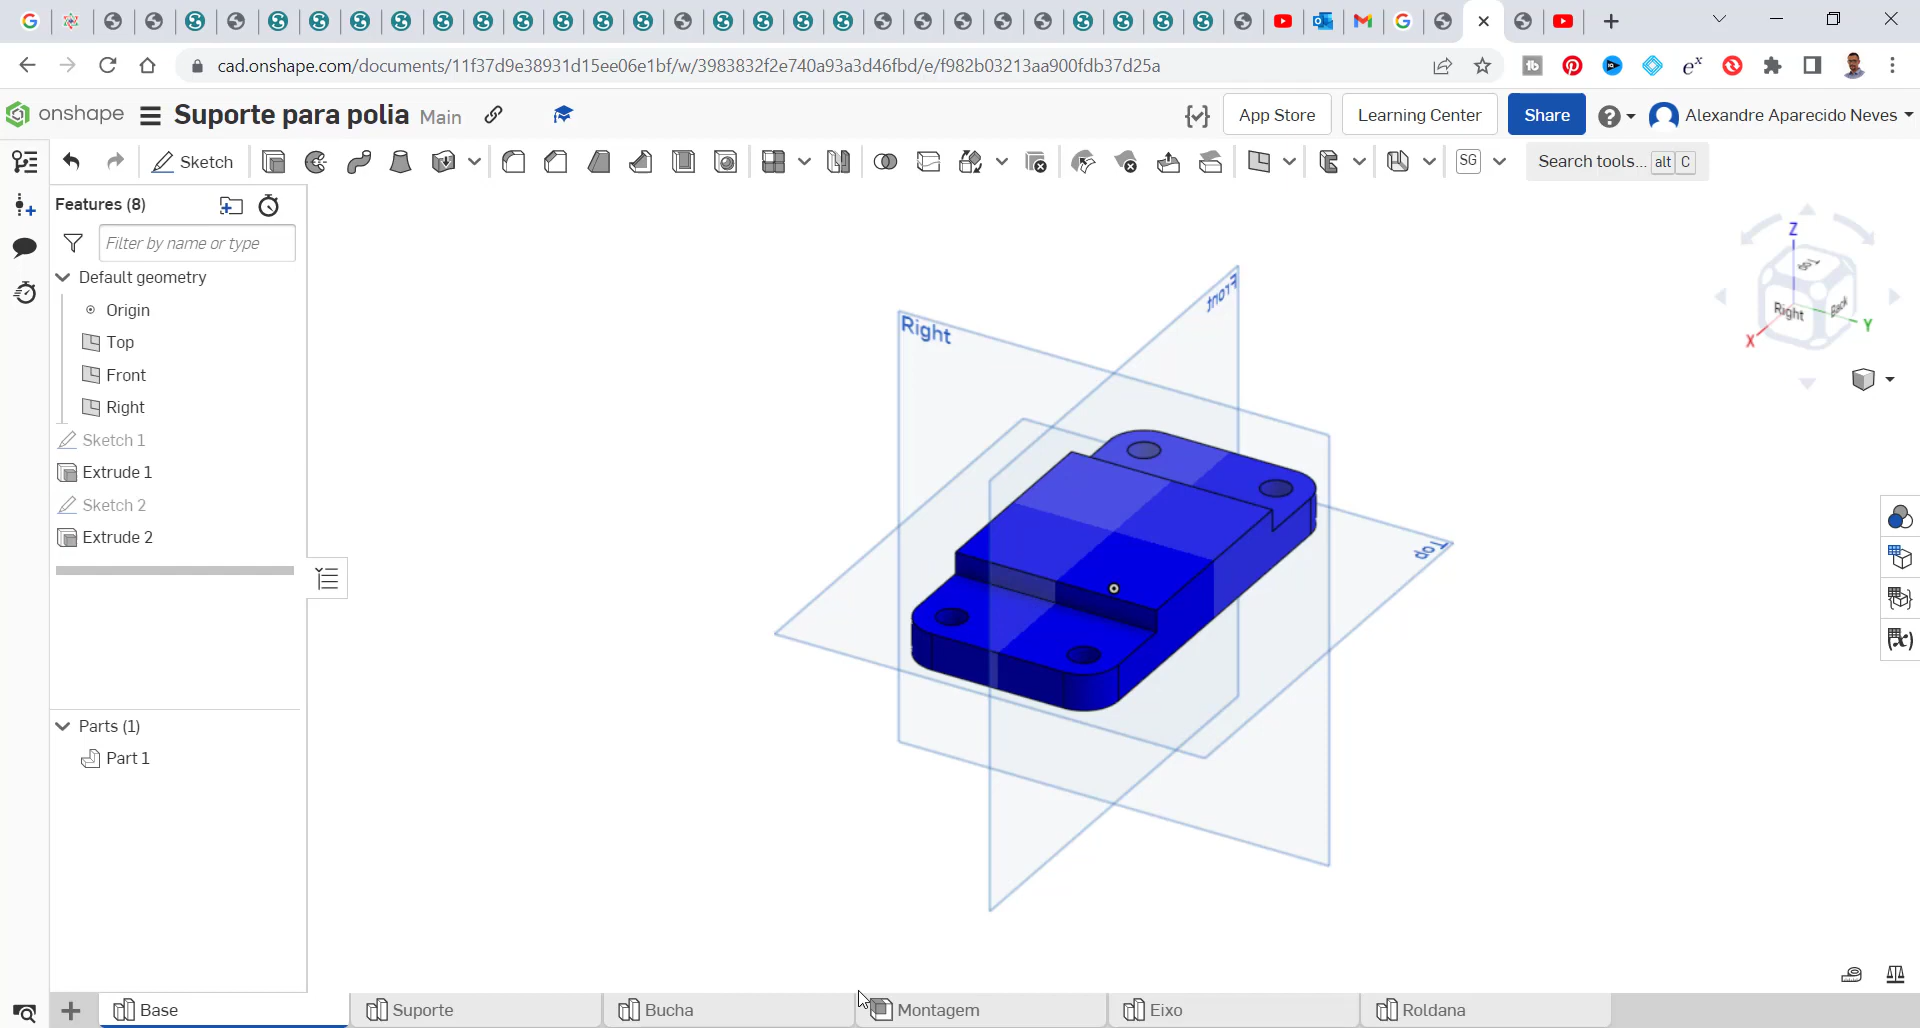 cad.onshape.com/documents/11f37d9e38931d15ee06e1bf/w/3983832f2e740a93a3d46fbd/e/f982b03213aa900fdb37d25a
onshape Suporte para polia Main App Store Learning Center Share Alexandre Aparecido Neves
Sketch SG Search tools... alt C
Features (8)
Filter by name or type
Default geometry
Origin
Top
Front
Right
Sketch 1
Extrude 1
Sketch 2
Extrude 2
Parts (1)
Part 1
Right
Front
Top
Z
Top
Right
Back
X
Y
Base Suporte Bucha Montagem Eixo Roldana